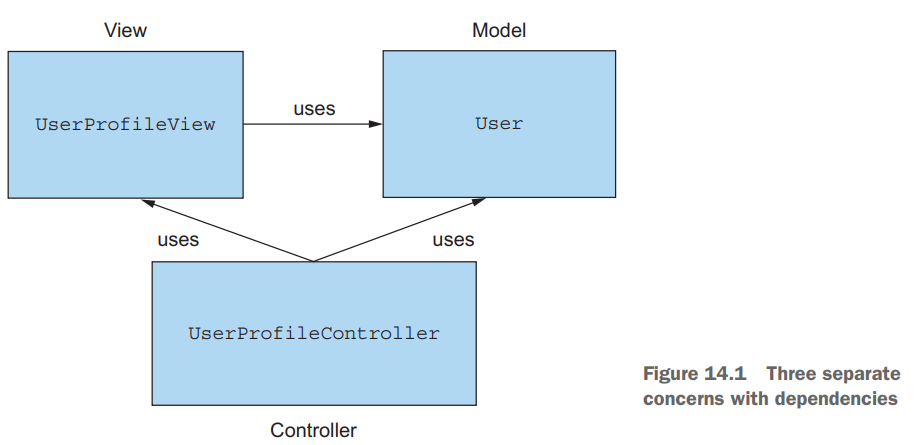 View
Model
UserProfileView
uses
User
uses
uses
UserProfileController
Controller
Figure 14.1 Three separate
concerns with dependencies